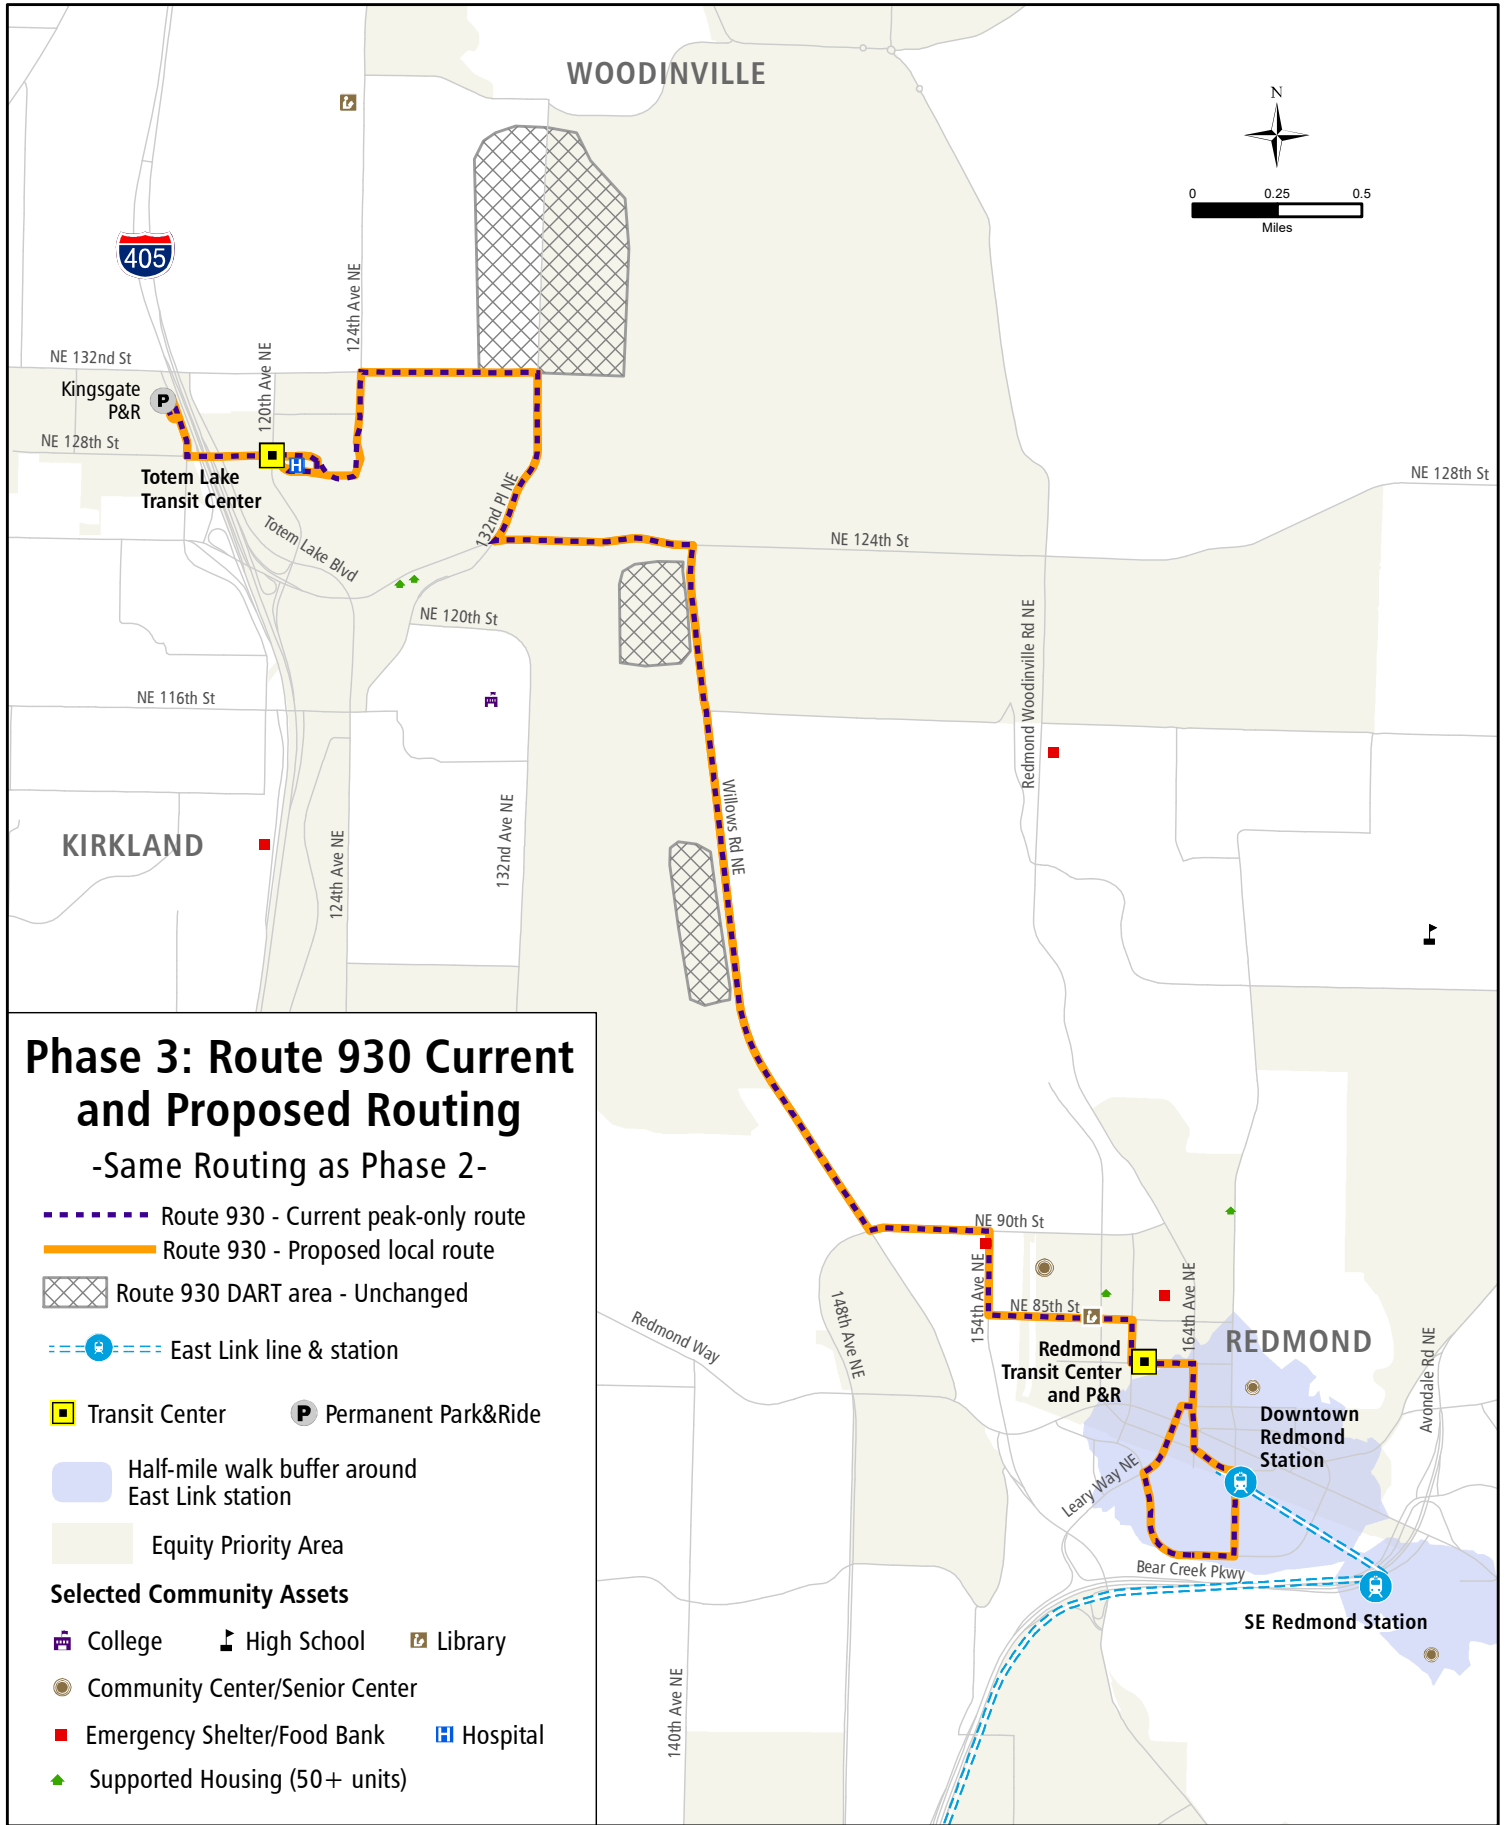 WOODINVILLE
N
0 0.25 0.5
Miles
405
124th Ave NE
NE 132nd St
120th Ave NE
Kingsgate
P&R
P
NE 128th St
H
Totem Lake
Transit Center
132nd Pl NE
NE 128th St
Totem Lake Blvd
NE 124th St
NE 120th St
Redmond Woodinville Rd NE
NE 116th St
Willows Rd NE
132nd Ave NE
KIRKLAND
124th Ave NE
NE 90th St
154th Ave NE
NE 85th St
164th Ave NE
148th Ave NE
Redmond Way
REDMOND
Redmond
Transit Center
and P&R
Avondale Rd NE
Downtown
Redmond
Station
Leary Way NE
Bear Creek Pkwy
SE Redmond Station
140th Ave NE
Phase 3: Route 930 Current
and Proposed Routing
-Same Routing as Phase 2-
Route 930 - Current peak-only route
Route 930 - Proposed local route
Route 930 DART area - Unchanged
East Link line & station
Transit Center
P Permanent Park&Ride
Half-mile walk buffer around
East Link station
Equity Priority Area
Selected Community Assets
College
High School
Library
Community Center/Senior Center
Emergency Shelter/Food Bank
H Hospital
Supported Housing (50+ units)